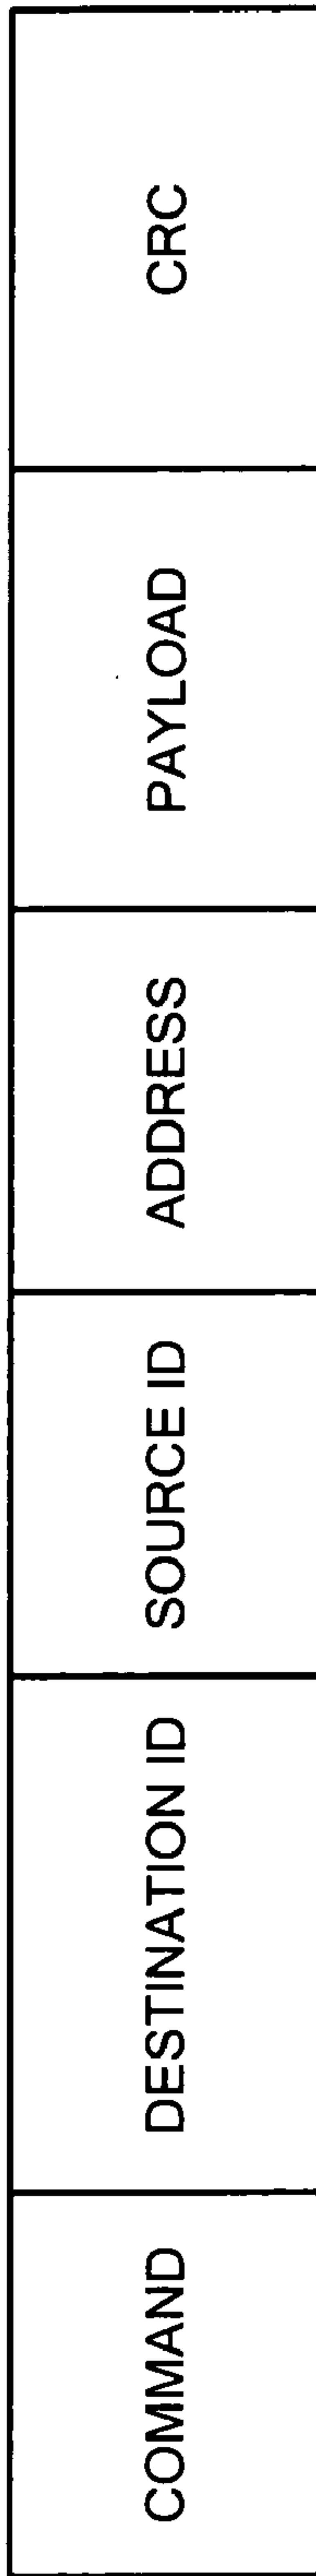 COMMAND
DESTINATION ID
SOURCE ID
ADDRESS
PAYLOAD
CRC